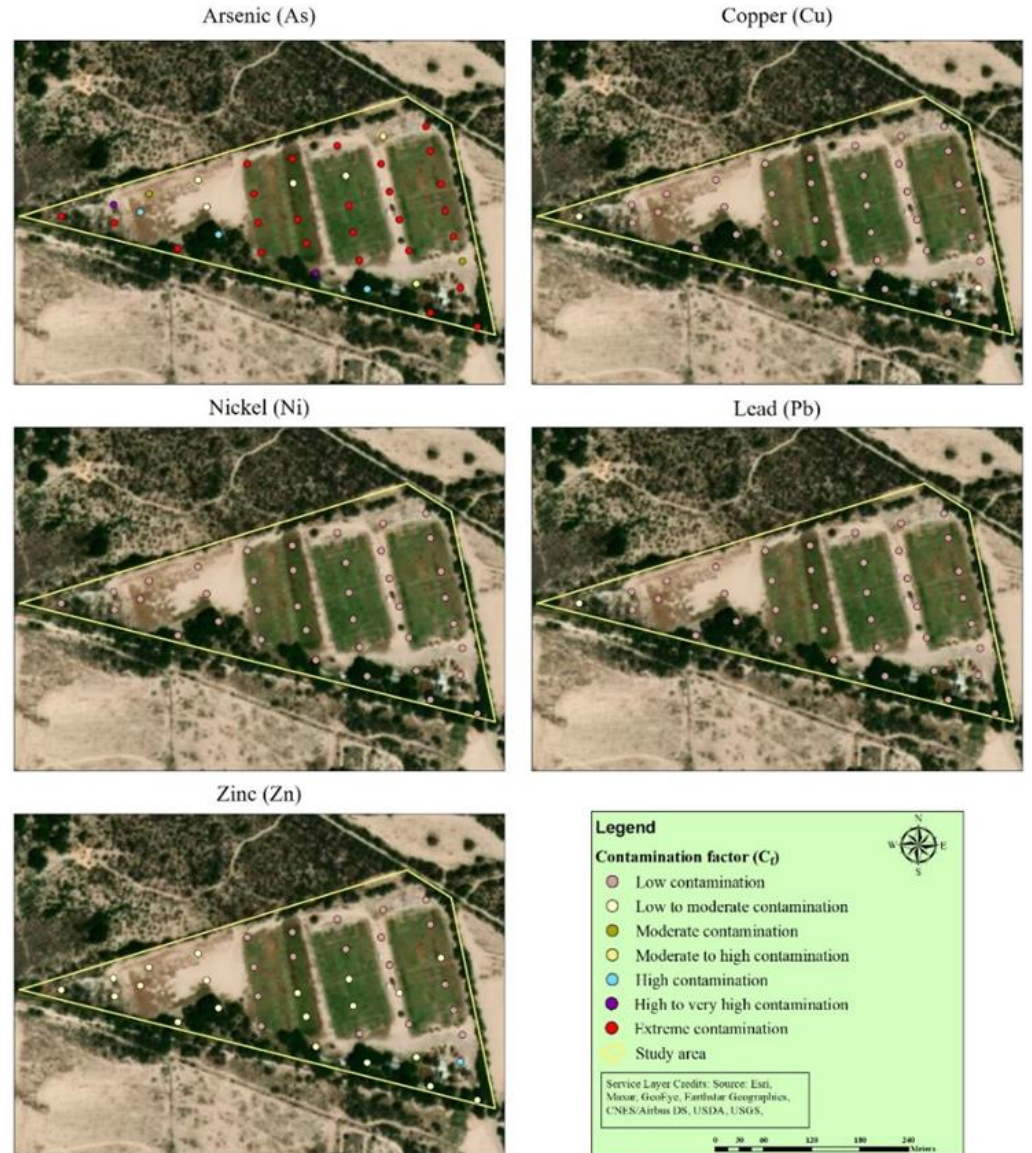 Arsenic (As)
Copper (Cu)
Nickel (Ni)
Lead (Pb)
Zinc (Zn)
Legend
N
W E
S
Contamination factor (Cf)
Low contamination
Low to moderate contamination
Moderate contamination
Moderate to high contamination
High contamination
High to very high contamination
Extreme contamination
Study area
Service Layer Credits: Source: Esri,
Maxar, GeoEye, Earthstar Geographics,
CNES/Airbus DS, USDA, USGS,
0 30 60 120 180 240
Meters